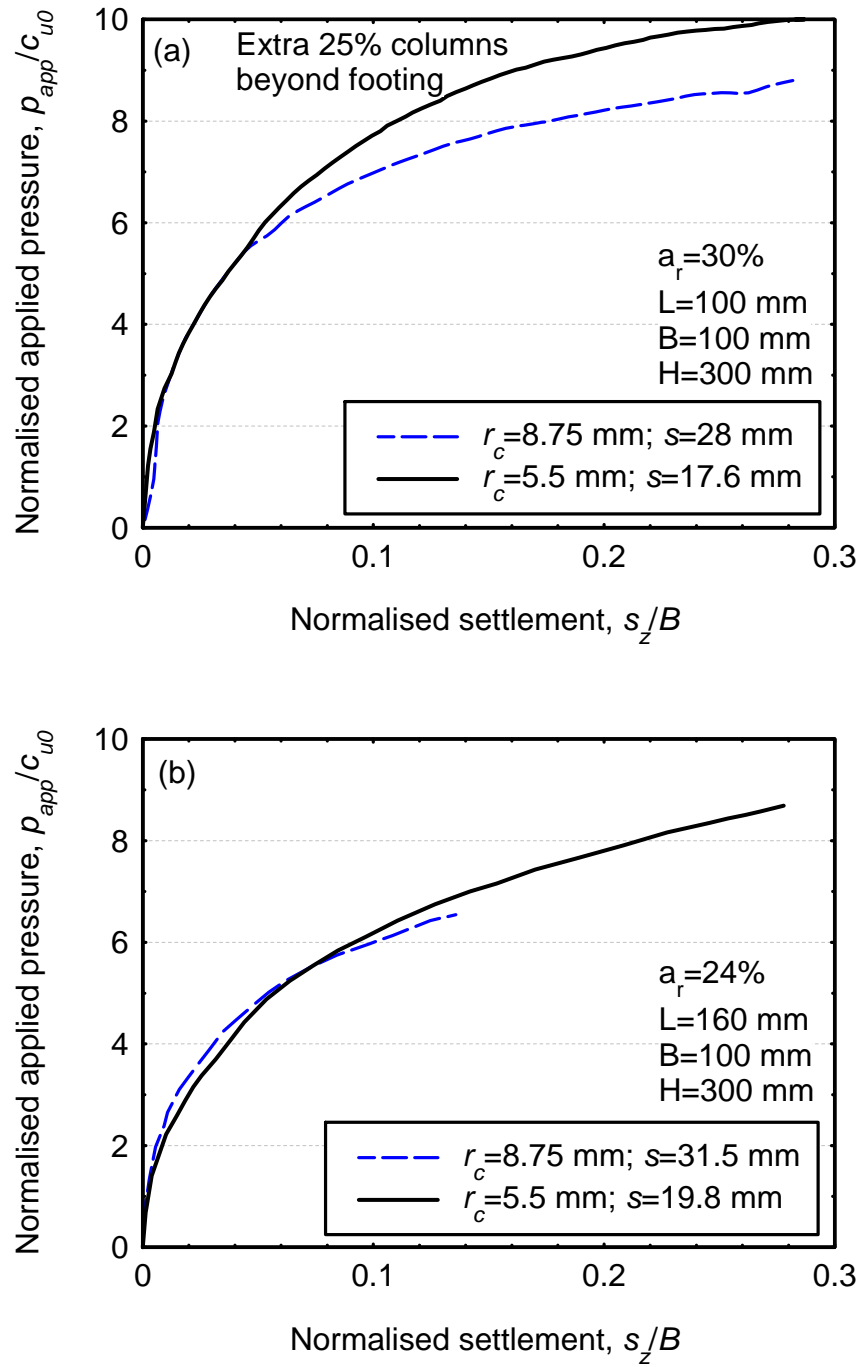 (a)
Extra 25% columns
beyond footing
Normalised applied pressure, p_app/c_u0
10
8
6
4
2
0
a_r=30%
L=100 mm
B=100 mm
H=300 mm
r_c=8.75 mm; s=28 mm
r_c=5.5 mm; s=17.6 mm
0 0.1 0.2 0.3
Normalised settlement, s_z/B
(b)
Normalised applied pressure, p_app/c_u0
10
8
6
4
2
0
a_r=24%
L=160 mm
B=100 mm
H=300 mm
r_c=8.75 mm; s=31.5 mm
r_c=5.5 mm; s=19.8 mm
0 0.1 0.2 0.3
Normalised settlement, s_z/B